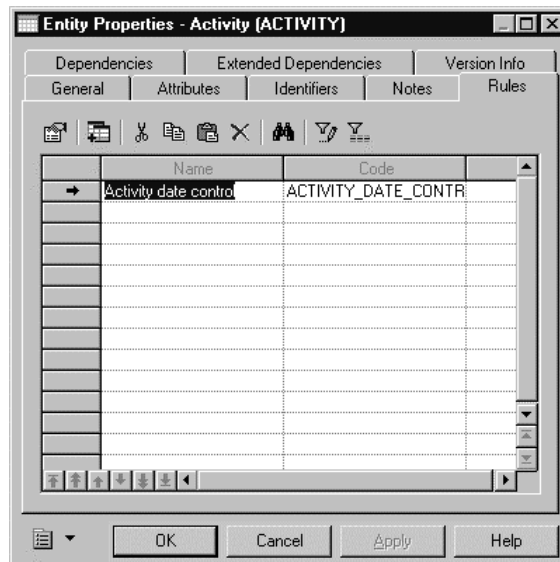 Entity Properties - Activity (ACTIVITY)
Dependencies Extended Dependencies Version Info
General Attributes Identifiers Notes Rules
Name Code
Activity date control ACTIVITY_DATE_CONTR
OK Cancel Apply Help